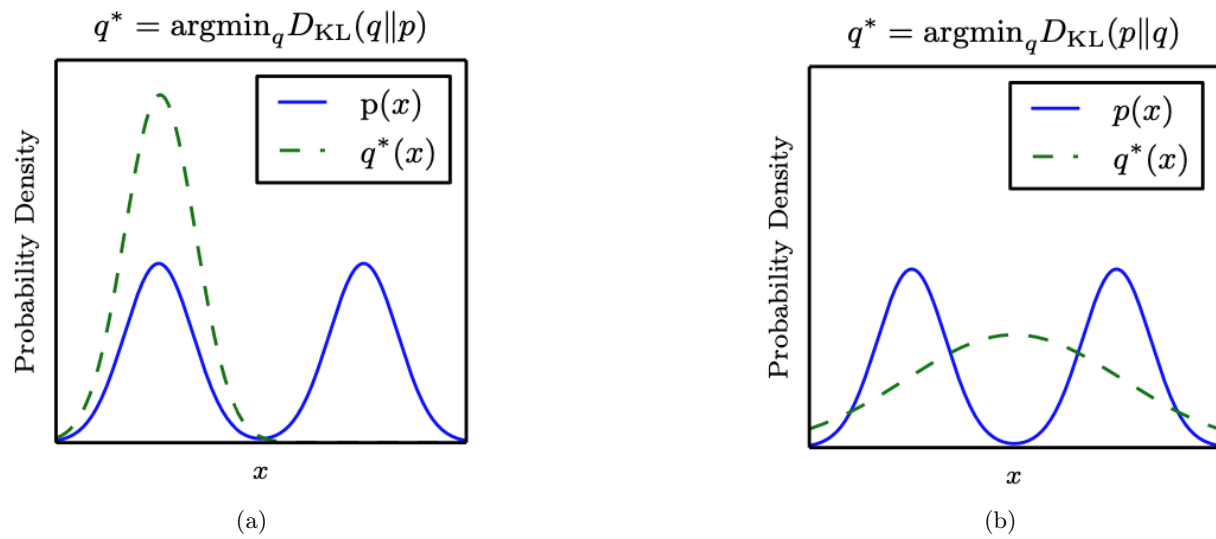 q* = argmin_q D_KL(q‖p)
p(x)
q*(x)
Probability Density
x
(a)
q* = argmin_q D_KL(p‖q)
p(x)
q*(x)
Probability Density
x
(b)